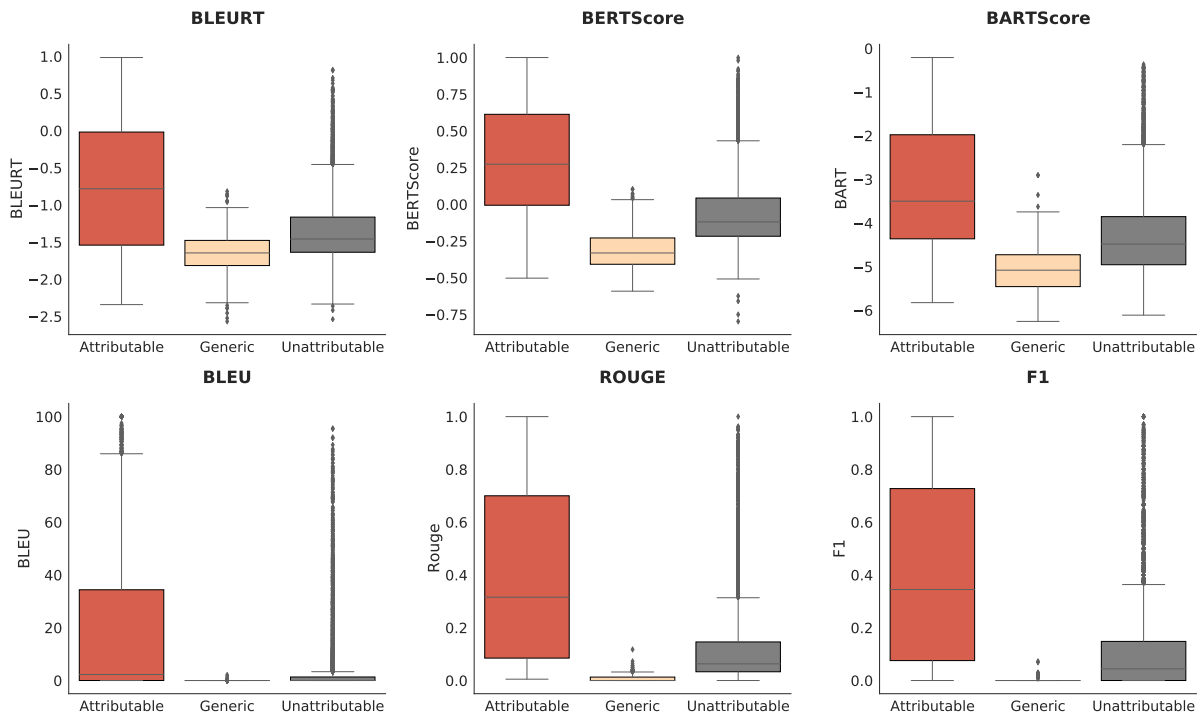 BLEURT
BERTScore
BARTScore
BLEURT
1.0
0.5
0.0
−0.5
−1.0
−1.5
−2.0
−2.5
Attributable Generic Unattributable
BERTScore
1.00
0.75
0.50
0.25
0.00
−0.25
−0.50
−0.75
Attributable Generic Unattributable
BART
0
−1
−2
−3
−4
−5
−6
Attributable Generic Unattributable
BLEU
ROUGE
F1
BLEU
100
80
60
40
20
0
Attributable Generic Unattributable
Rouge
1.0
0.8
0.6
0.4
0.2
0.0
Attributable Generic Unattributable
F1
1.0
0.8
0.6
0.4
0.2
0.0
Attributable Generic Unattributable